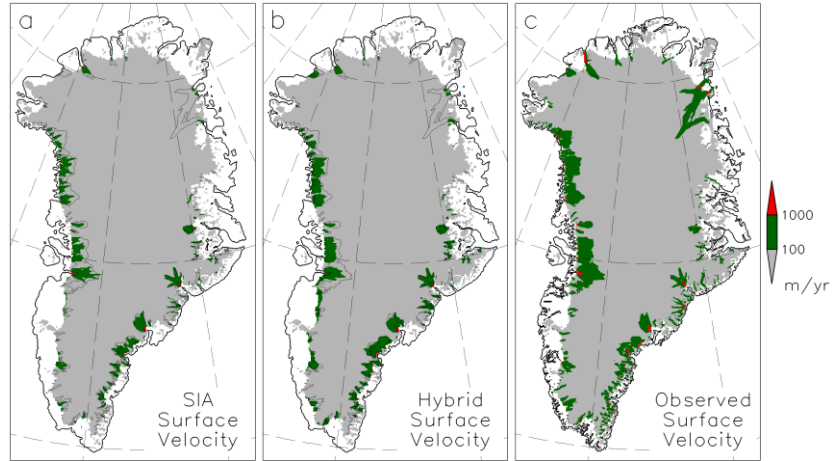 a
SIA
Surface
Velocity
b
Hybrid
Surface
Velocity
c
Observed
Surface
Velocity
1000
100
m/yr